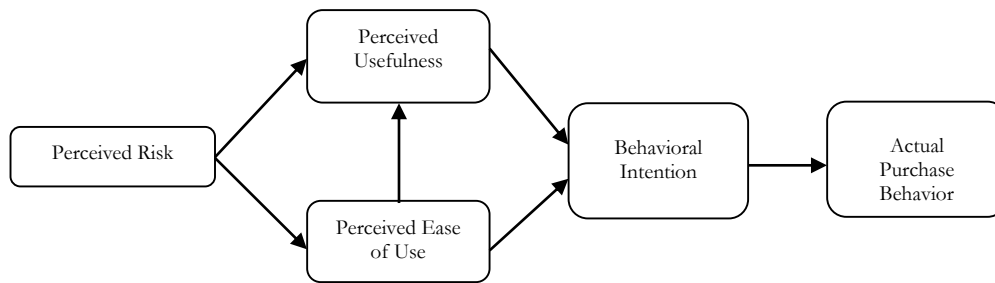 Perceived
Usefulness
Perceived Risk
Behavioral
Intention
Actual
Purchase
Behavior
Perceived Ease
of Use